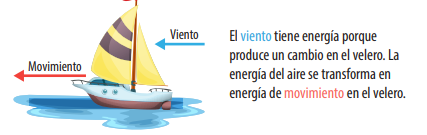 Viento
Movimiento
El viento tiene energía porque
produce un cambio en el velero. La
energía del aire se transforma en
energía de movimiento en el velero.